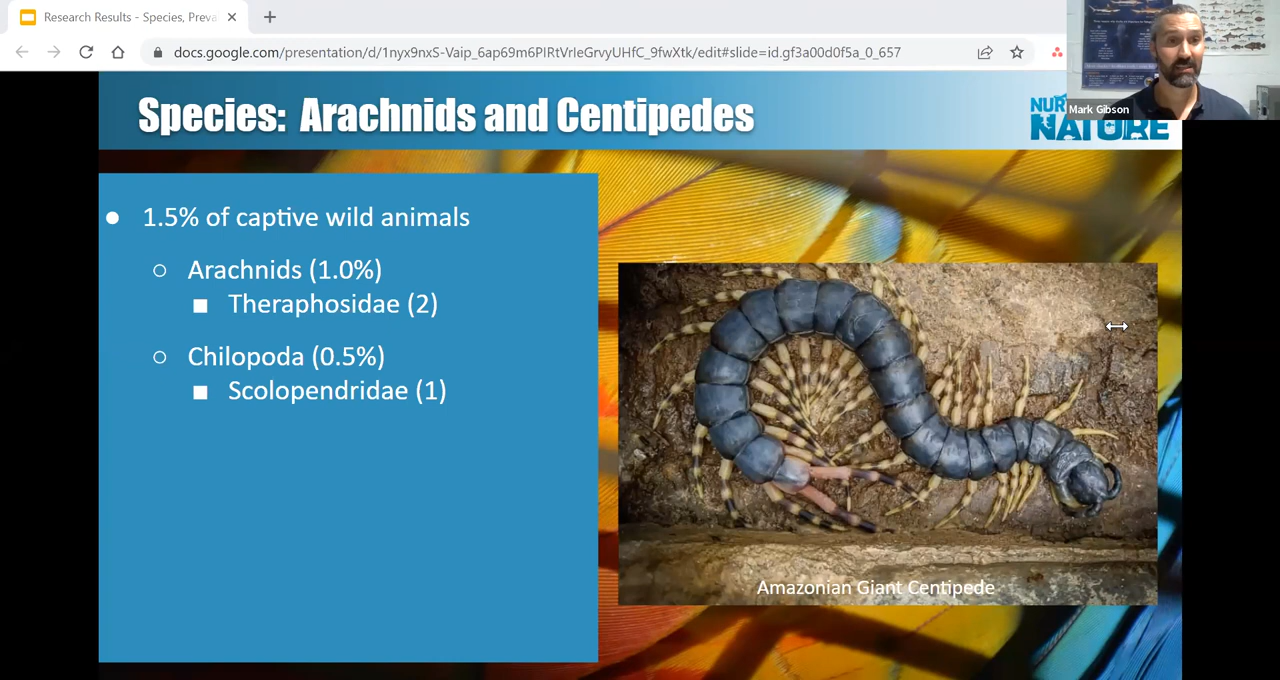 Research Results - Species, Preva
docs.google.com/presentation/d/1nyx9nxS-Vaip_6ap69m6PIRtVrIeGrvyUHfC_9fwXtk/edit#slide=id.gf3a00d0f5a_0_657
Mark Gibson
Species: Arachnids and Centipedes
NUR
NATURE
1.5% of captive wild animals
Arachnids (1.0%)
Theraphosidae (2)
Chilopoda (0.5%)
Scolopendridae (1)
Amazonian Giant Centipede